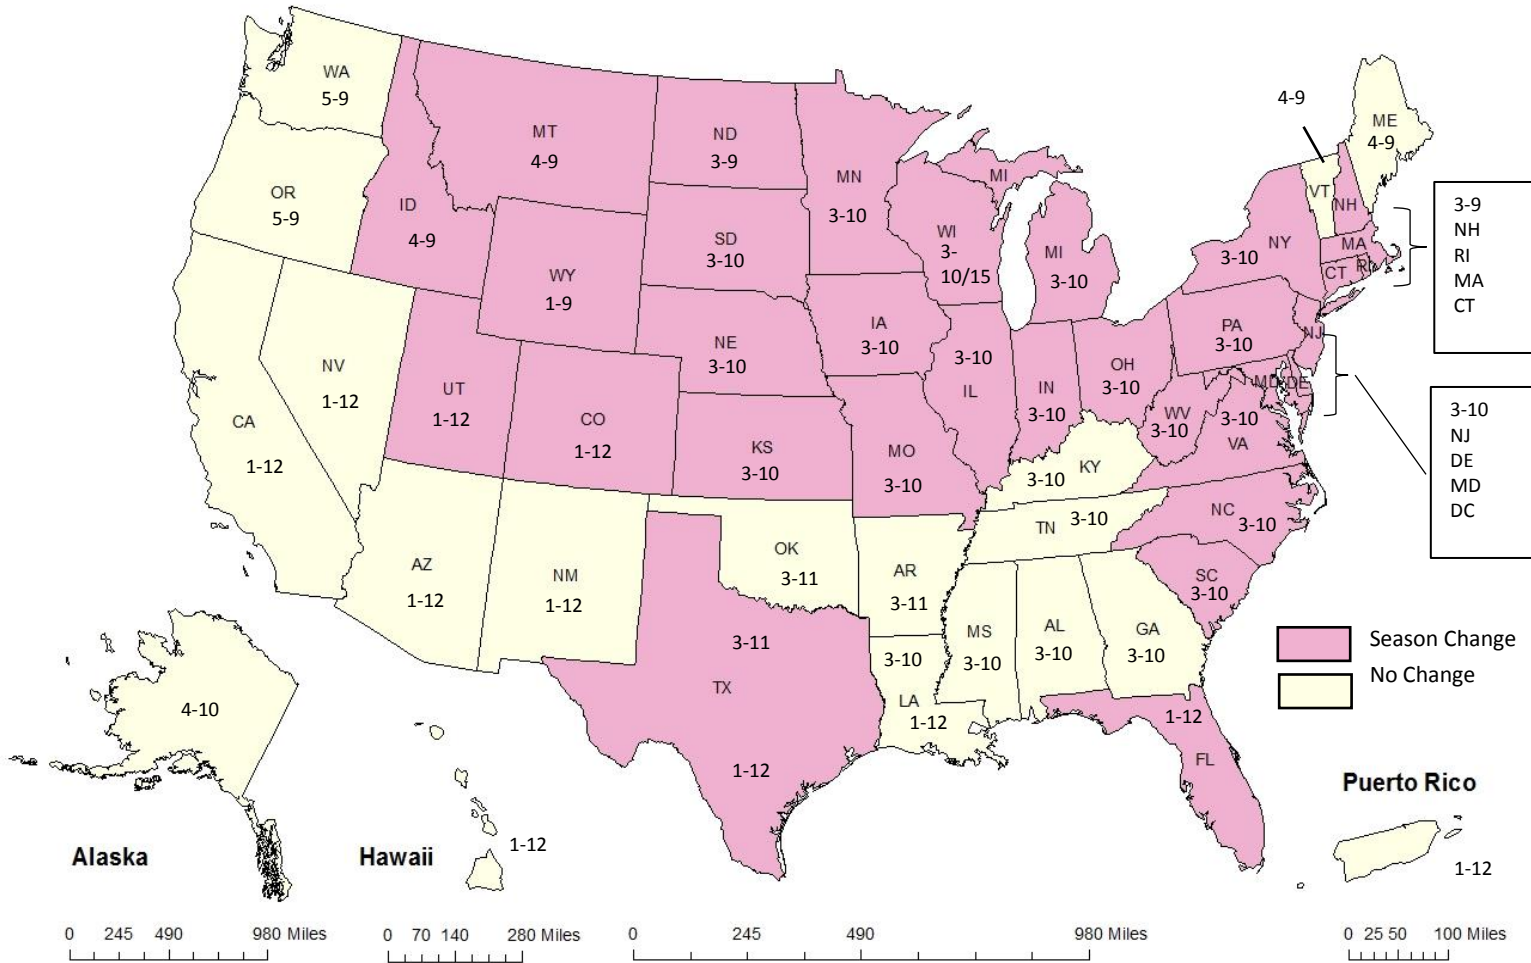 WA
5-9
OR
5-9
CA
1-12
NV
1-12
ID
4-9
MT
4-9
WY
1-9
UT
1-12
CO
1-12
AZ
1-12
NM
1-12
ND
3-9
SD
3-10
NE
3-10
KS
3-10
OK
3-11
3-11
TX
1-12
MN
3-10
IA
3-10
MO
3-10
AR
3-11
3-10
LA
1-12
WI
3-
10/15
MI
MI
3-10
3-10
IL
IN
3-10
OH
3-10
KY
3-10
TN
3-10
MS
3-10
AL
3-10
GA
3-10
1-12
FL
SC
3-10
NC
3-10
3-10
VA
WV
3-10
PA
3-10
NY
3-10
NJ
MD
DE
4-9
VT
NH
ME
4-9
MA
CT
RI
3-9
NH
RI
MA
CT
3-10
NJ
DE
MD
DC
Season Change
No Change
4-10
Alaska
Hawaii
1-12
Puerto Rico
1-12
0 245 490 980 Miles
0 70 140 280 Miles
0 245 490 980 Miles
0 25 50 100 Miles